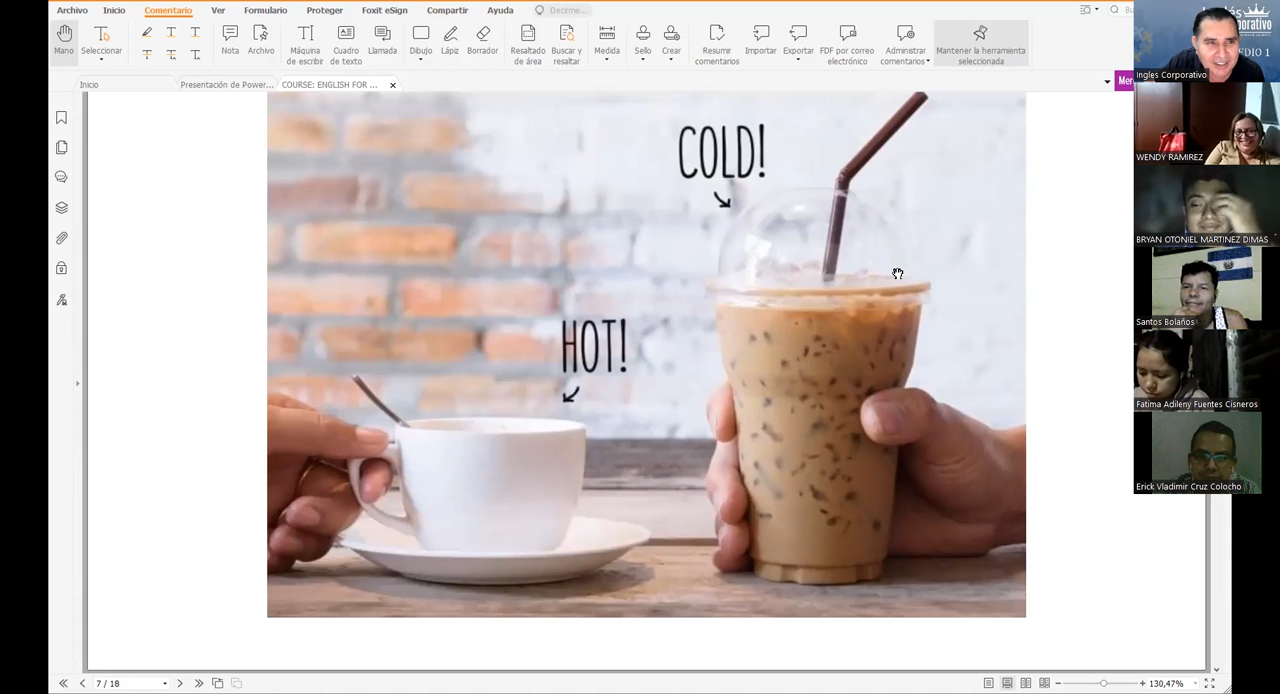 Archivo Inicio Comentario Ver Formulario Proteger Foxit eSign Compartir Ayuda Decirme...
Mano
Seleccionar
Nota
Archivo
Máquina
de escribir
Cuadro
de texto
Llamada
Dibujo
Lápiz
Borrador
Resaltado
de área
Buscar y
resaltar
Medida
Sello
Crear
Resumir
comentarios
Importar
Exportar
FDF por correo
electrónico
Administrar
comentarios
Mantener la herramienta
seleccionada
Inicio
Presentación de Power...
COURSE: ENGLISH FOR ...
COLD!
HOT!
7 / 18
130,47%
Ingles Corporativo
WENDY RAMIREZ
BRYAN OTONIEL MARTINEZ DIMAS
Santos Bolaños
Fatima Adileny Fuentes Cisneros
Erick Vladimir Cruz Colocho